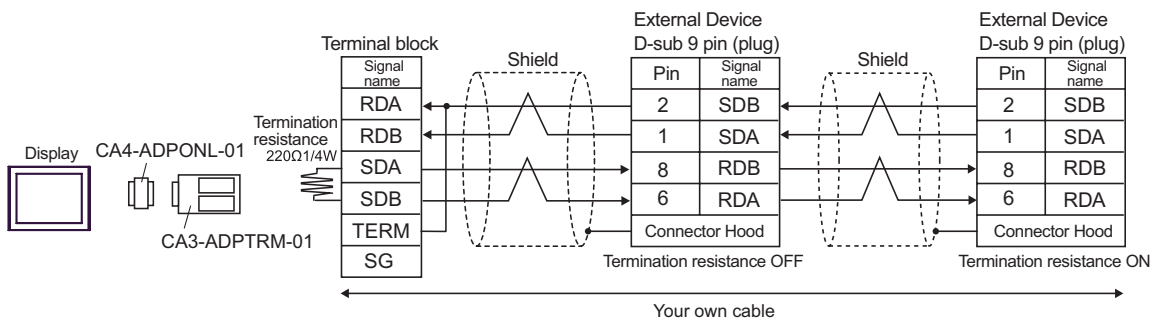 Display
CA4-ADPONL-01
CA3-ADPTRM-01
Termination
resistance
220Ω1/4W
Terminal block
Signal
name
RDA
RDB
SDA
SDB
TERM
SG
Shield
External Device
D-sub 9 pin (plug)
Pin Signal
name
2 SDB
1 SDA
8 RDB
6 RDA
Connector Hood
Termination resistance OFF
Shield
External Device
D-sub 9 pin (plug)
Pin Signal
name
2 SDB
1 SDA
8 RDB
6 RDA
Connector Hood
Termination resistance ON
Your own cable